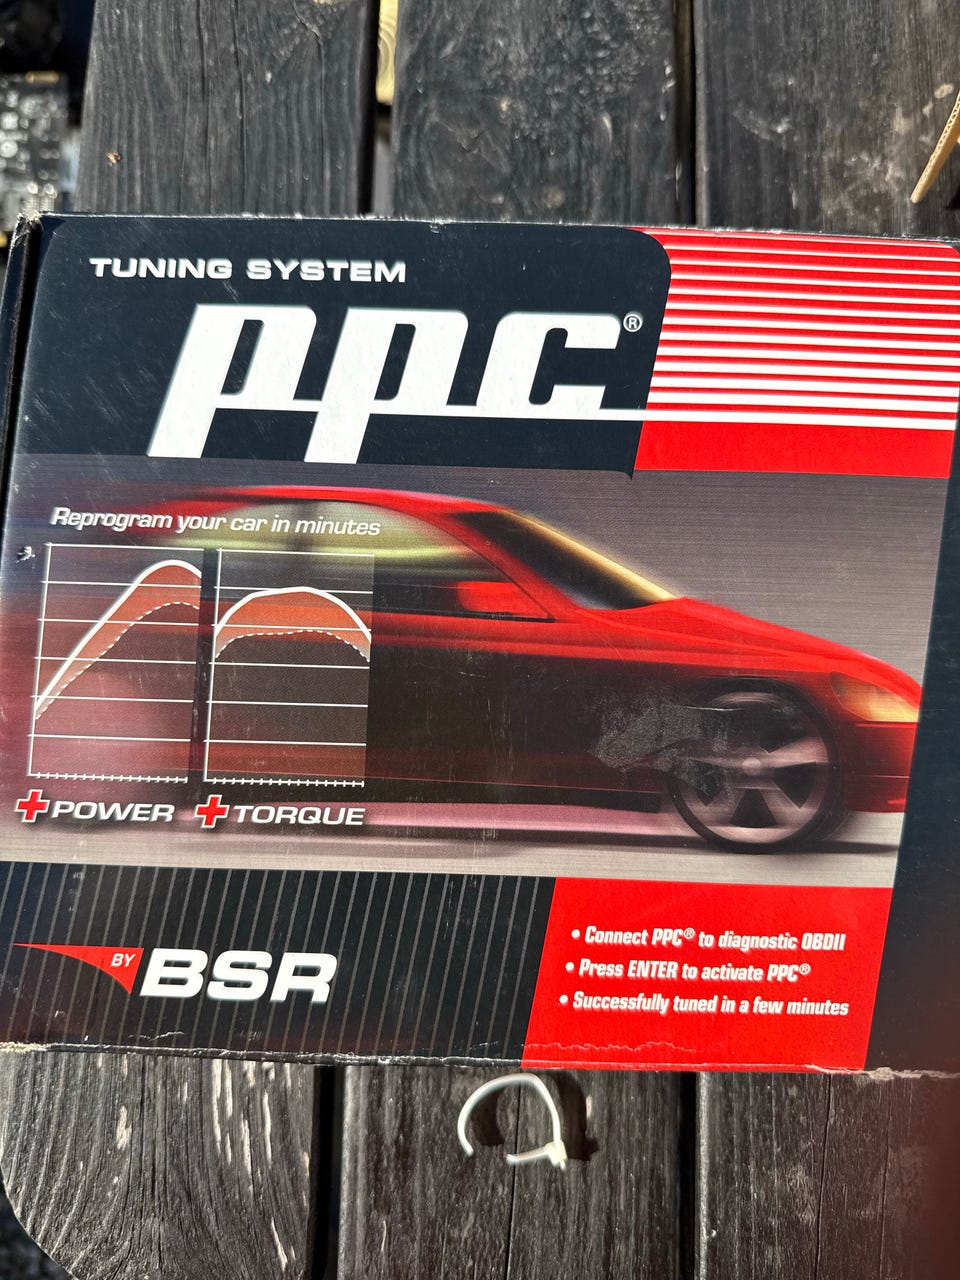 TUNING SYSTEM
ppc®
Reprogram your car in minutes
+POWER +TORQUE
BY BSR
• Connect PPC® to diagnostic OBDII
• Press ENTER to activate PPC®
• Successfully tuned in a few minutes